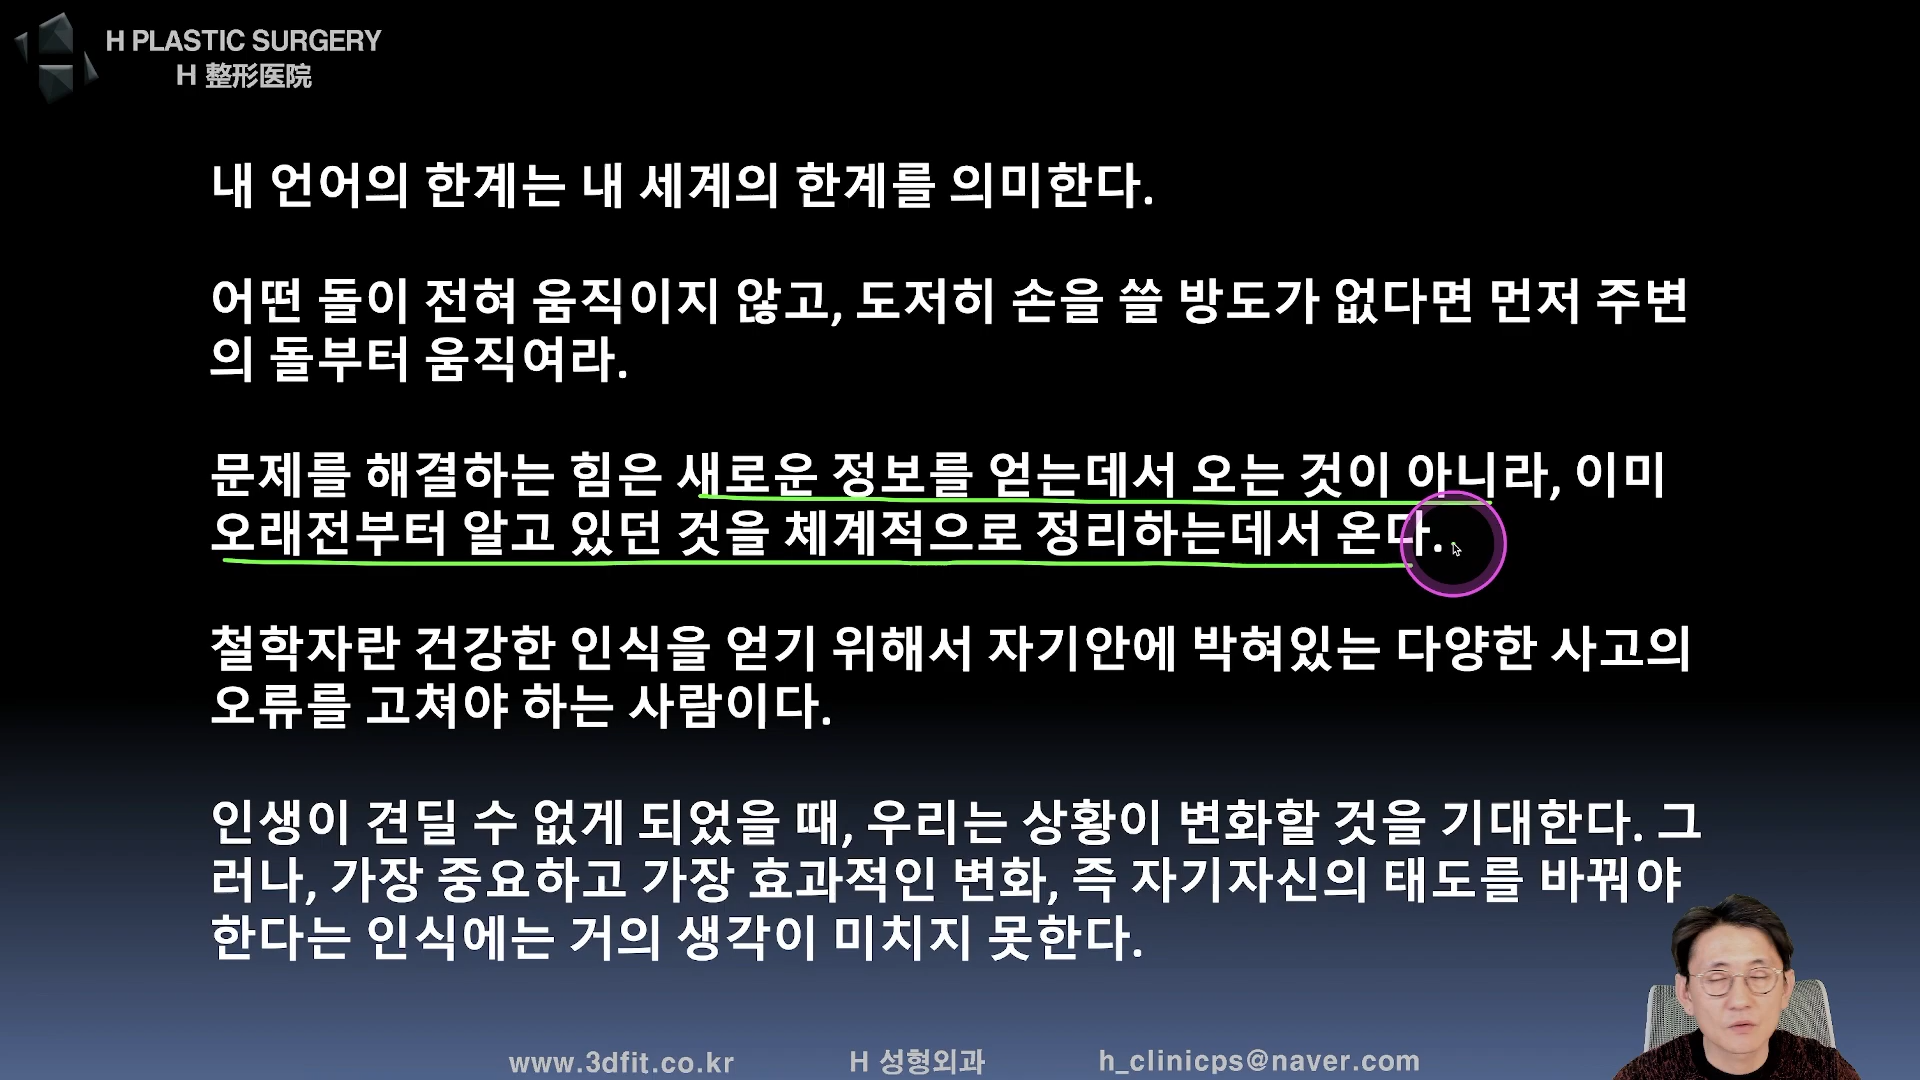 H PLASTIC SURGERY
H 整形医院
내 언어의 한계는 내 세계의 한계를 의미한다.
어떤 돌이 전혀 움직이지 않고, 도저히 손을 쓸 방도가 없다면 먼저 주변
의 돌부터 움직여라.
문제를 해결하는 힘은 새로운 정보를 얻는데서 오는 것이 아니라, 이미
오래전부터 알고 있던 것을 체계적으로 정리하는데서 온다.
철학자란 건강한 인식을 얻기 위해서 자기안에 박혀있는 다양한 사고의
오류를 고쳐야 하는 사람이다.
인생이 견딜 수 없게 되었을 때, 우리는 상황이 변화할 것을 기대한다. 그
러나, 가장 중요하고 가장 효과적인 변화, 즉 자기자신의 태도를 바꿔야
한다는 인식에는 거의 생각이 미치지 못한다.
www.3dfit.co.kr H 성형외과 h_clinicps@naver.com